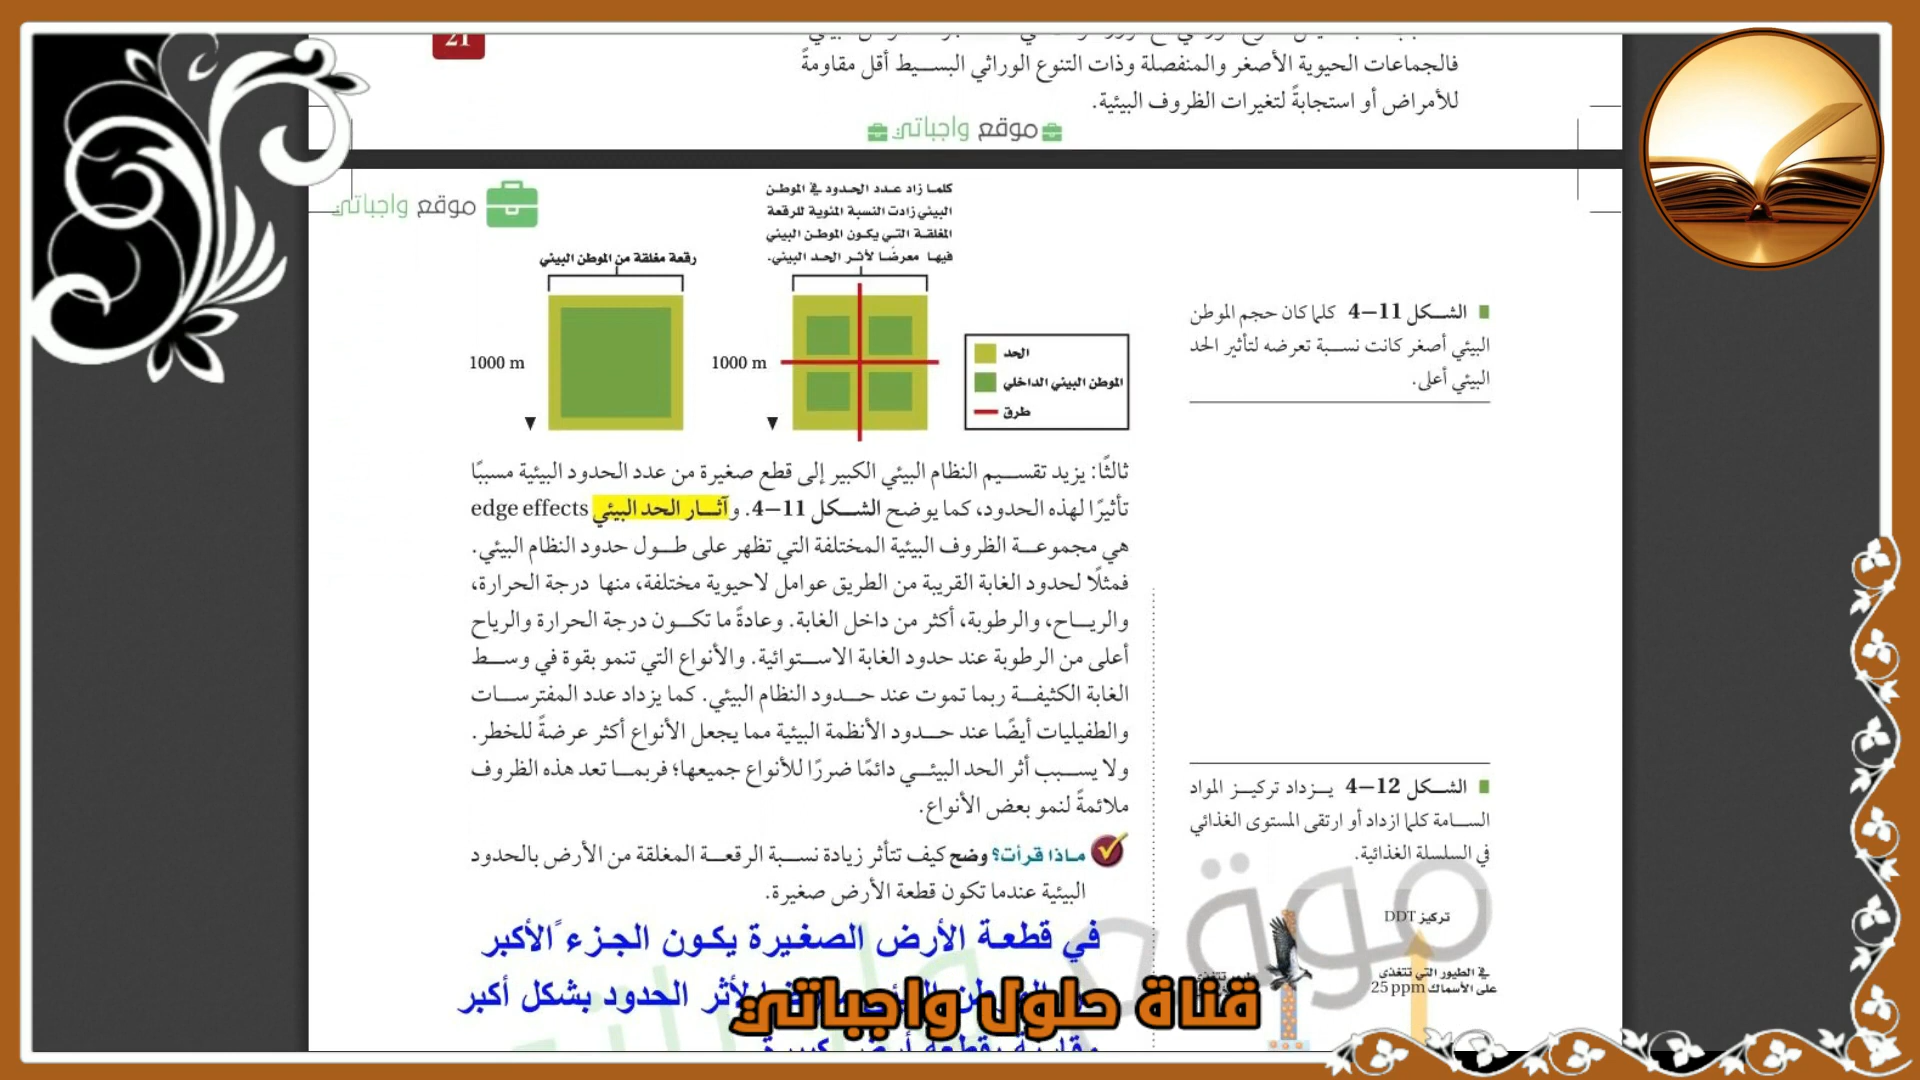 21
فالجماعات الحيوية الأصغر والمنفصلة وذات التنوع الوراثي البسيط أقل مقاومةً
للأمراض أو استجابةً لتغيرات الظروف البيئية.
موقع واجباتي
موقع واجباتي
كلما زاد عدد الحدود في الموطن
البيئي زادت النسبة المئوية للرقعة
المغلقة التي يكون الموطن البيئي
فيها معرضًا لأثر الحد البيئي.
رقعة مغلقة من الموطن البيئي
1000 m
1000 m
الحد
الموطن البيئي الداخلي
طرق
الشكل 11–4 كلما كان حجم الموطن
البيئي أصغر كانت نسبة تعرضه لتأثير الحد
البيئي أعلى.
ثالثًا: يزيد تقسيم النظام البيئي الكبير إلى قطع صغيرة من عدد الحدود البيئية مسببًا
تأثيرًا لهذه الحدود، كما يوضح الشكل 11–4. وآثار الحد البيئي edge effects
هي مجموعة الظروف البيئية المختلفة التي تظهر على طول حدود النظام البيئي.
فمثلًا لحدود الغابة القريبة من الطريق عوامل لاحيوية مختلفة، منها درجة الحرارة،
والرياح، والرطوبة، أكثر من داخل الغابة. وعادةً ما تكون درجة الحرارة والرياح
أعلى من الرطوبة عند حدود الغابة الاستوائية. والأنواع التي تنمو بقوة في وسط
الغابة الكثيفة ربما تموت عند حدود النظام البيئي. كما يزداد عدد المفترسات
والطفيليات أيضًا عند حدود الأنظمة البيئية مما يجعل الأنواع أكثر عرضةً للخطر.
ولا يسبب أثر الحد البيئي دائمًا ضررًا للأنواع جميعها؛ فربما تعد هذه الظروف
ملائمةً لنمو بعض الأنواع.
ماذا قرأت؟ وضح كيف تتأثر زيادة نسبة الرقعة المغلقة من الأرض بالحدود
البيئية عندما تكون قطعة الأرض صغيرة.
في قطعة الأرض الصغيرة يكون الجزء الأكبر
لأثر الحدود بشكل أكبر
الشكل 12–4 يزداد تركيز المواد
السامة كلما ازداد أو ارتقى المستوى الغذائي
في السلسلة الغذائية.
تركيز DDT
في الطيور التي تتغذى
على الأسماك 25 ppm
موقع
قناة حلول واجباتي